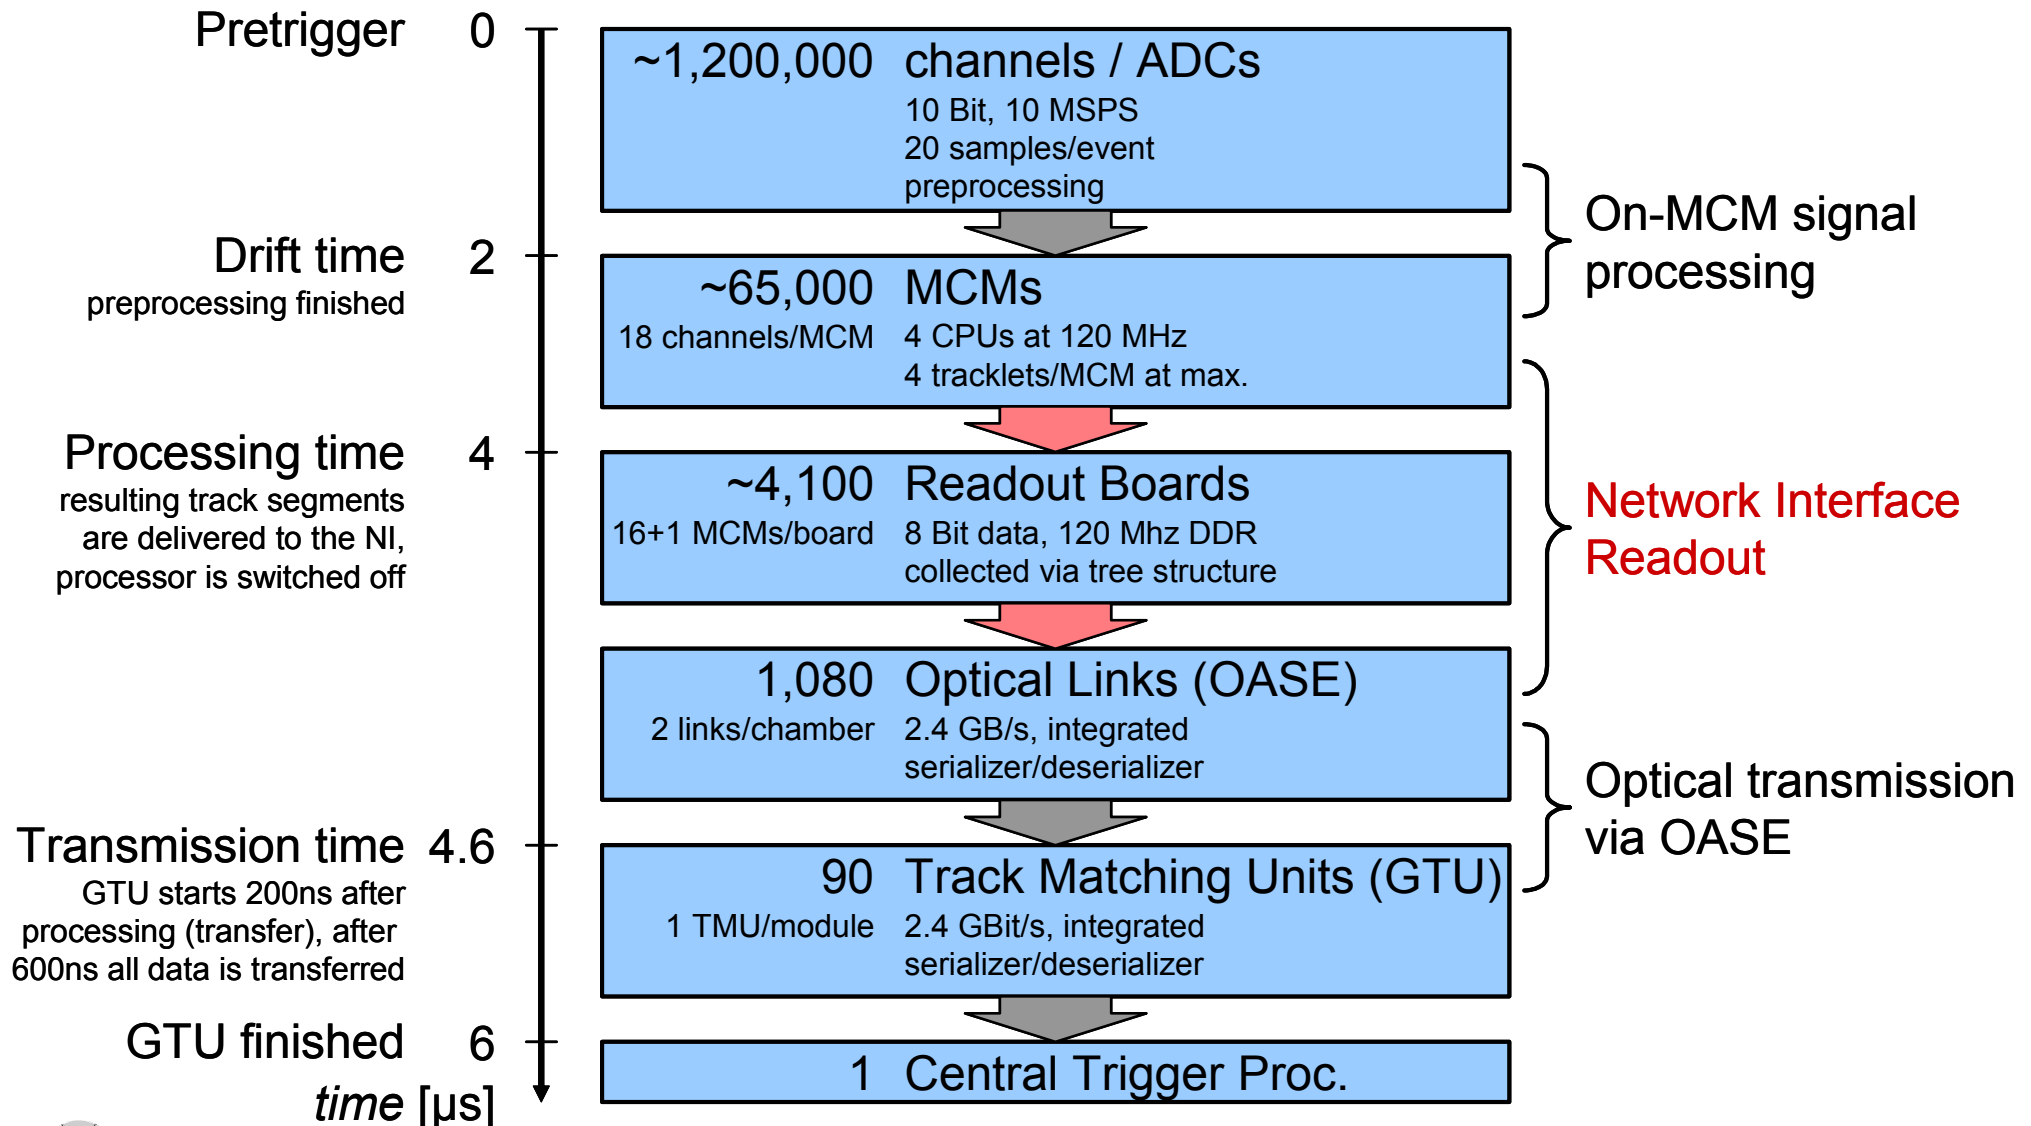 Pretrigger 0
~1,200,000 channels / ADCs
10 Bit, 10 MSPS
20 samples/event
preprocessing
On-MCM signal
processing
Drift time 2
preprocessing finished
~65,000 MCMs
18 channels/MCM 4 CPUs at 120 MHz
4 tracklets/MCM at max.
Processing time 4
resulting track segments
are delivered to the NI,
processor is switched off
~4,100 Readout Boards
16+1 MCMs/board 8 Bit data, 120 Mhz DDR
collected via tree structure
Network Interface
Readout
1,080 Optical Links (OASE)
2 links/chamber 2.4 GB/s, integrated
serializer/deserializer
Optical transmission
via OASE
Transmission time 4.6
GTU starts 200ns after
processing (transfer), after
600ns all data is transferred
90 Track Matching Units (GTU)
1 TMU/module 2.4 GBit/s, integrated
serializer/deserializer
GTU finished 6
1 Central Trigger Proc.
time [µs]